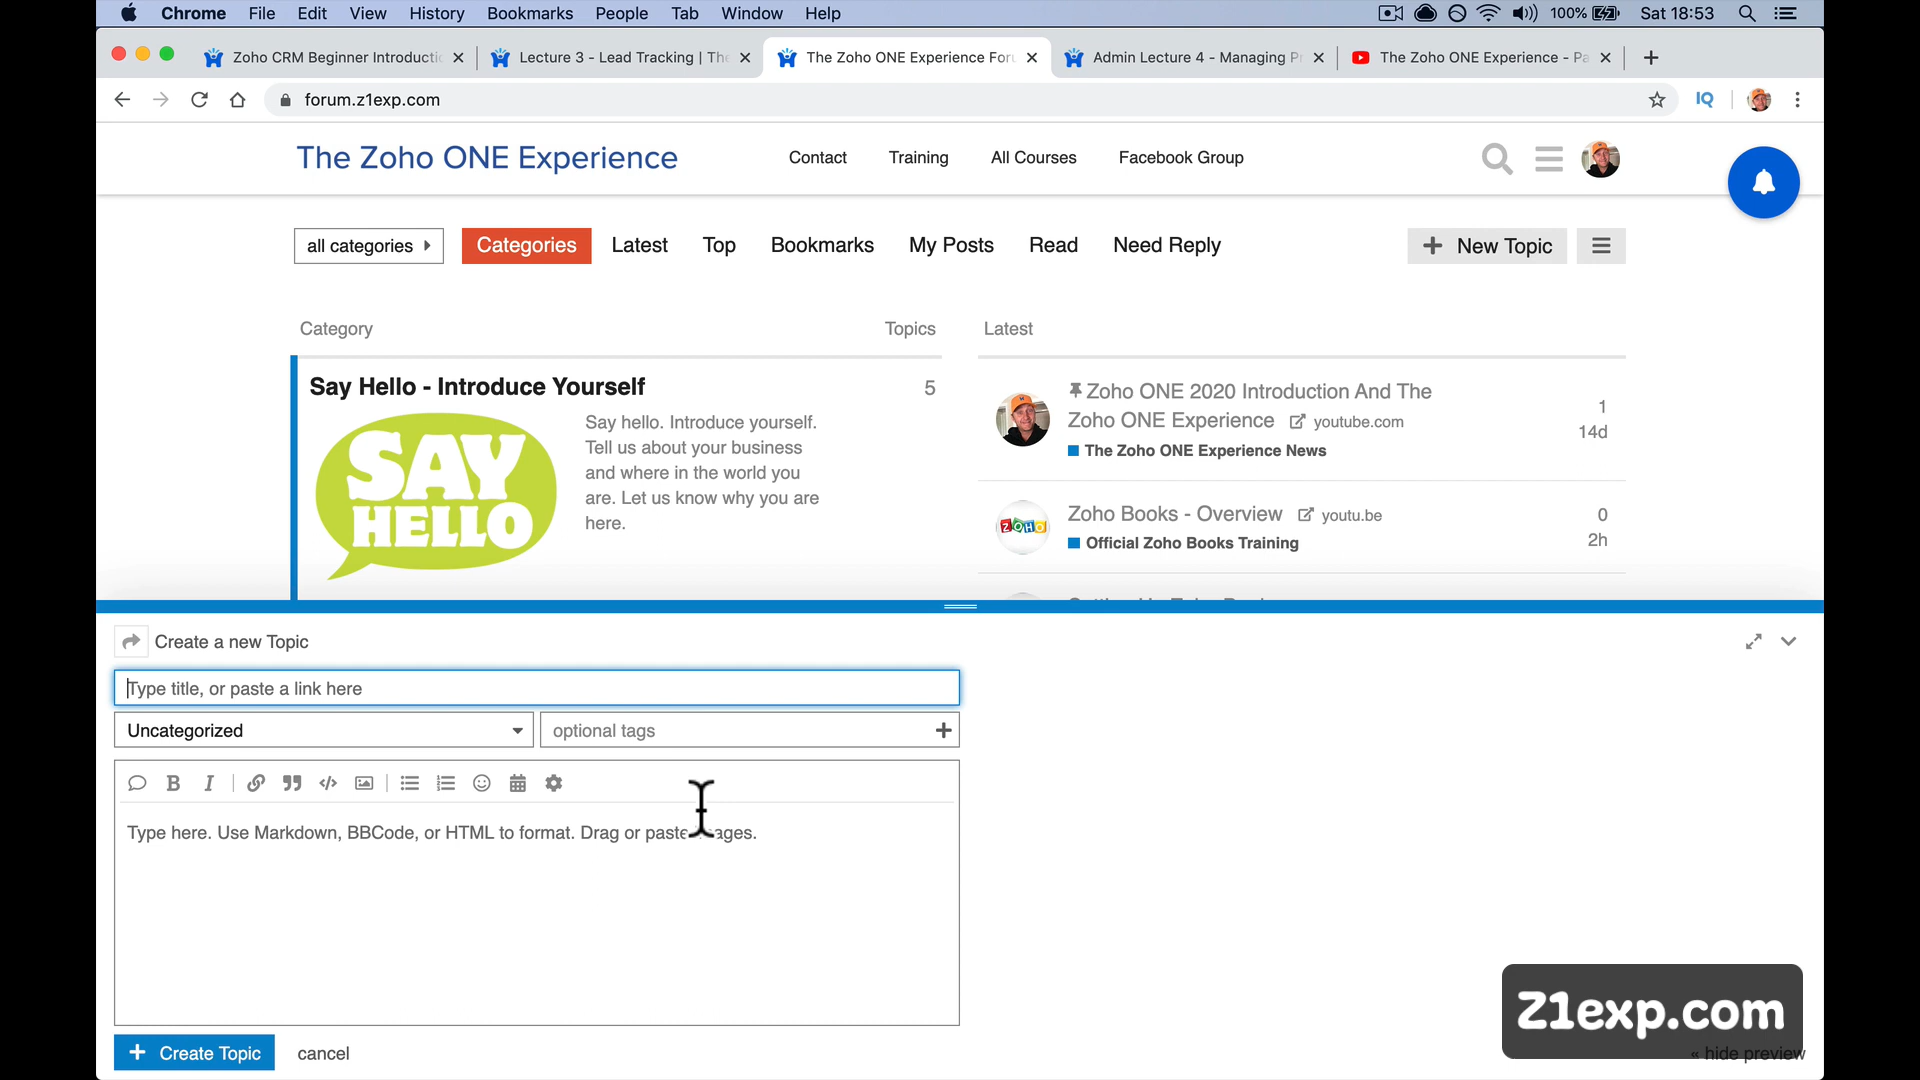 Chrome File Edit View History Bookmarks People Tab Window Help 100% Sat 18:53
Zoho CRM Beginner Introductio
Lecture 3 - Lead Tracking | The
The Zoho ONE Experience Foru
Admin Lecture 4 - Managing P
The Zoho ONE Experience - Pa
forum.z1exp.com
IQ
The Zoho ONE Experience
Contact Training All Courses Facebook Group
all categories Categories Latest Top Bookmarks My Posts Read Need Reply + New Topic
Category Topics
Latest
Say Hello - Introduce Yourself 5
SAY
HELLO
Say hello. Introduce yourself.
Tell us about your business
and where in the world you
are. Let us know why you are
here.
Zoho ONE 2020 Introduction And The
Zoho ONE Experience youtube.com
The Zoho ONE Experience News
1
14d
ZOHO
Zoho Books - Overview youtu.be
Official Zoho Books Training
0
2h
Create a new Topic
Type title, or paste a link here
Uncategorized
optional tags +
B I
Type here. Use Markdown, BBCode, or HTML to format. Drag or paste ages.
+ Create Topic cancel
Z1exp.com
« hide preview